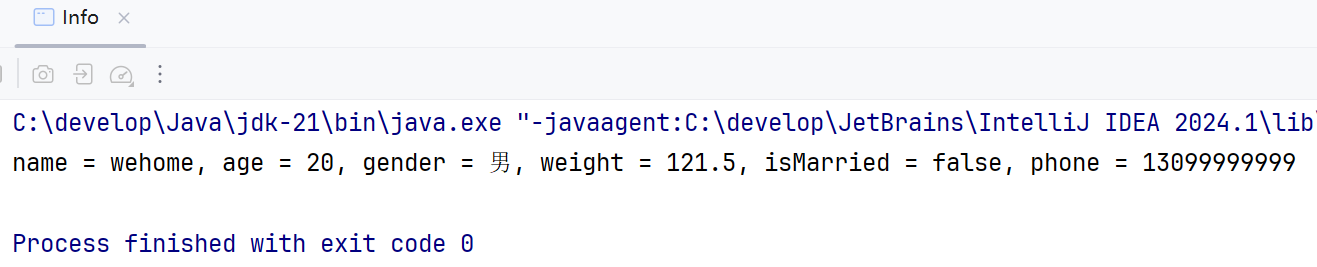 Info
C:\develop\Java\jdk-21\bin\java.exe "-javaagent:C:\develop\JetBrains\IntelliJ IDEA 2024.1\lib\
name = wehome, age = 20, gender = 男, weight = 121.5, isMarried = false, phone = 13099999999
Process finished with exit code 0